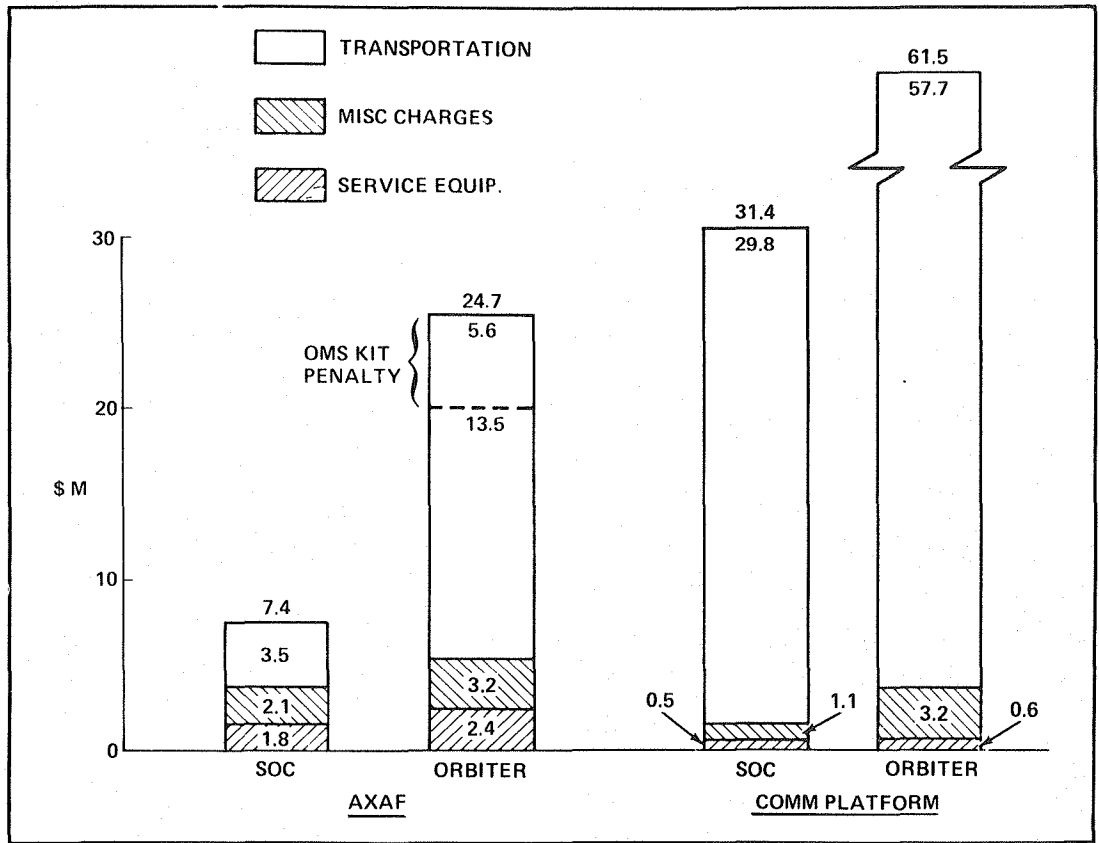 TRANSPORTATION
MISC CHARGES
SERVICE EQUIP.
61.5
57.7
31.4
29.8
30
24.7
5.6
OMS KIT
PENALTY
20
13.5
$ M
10
7.4
3.5
2.1
1.8
3.2
2.4
0.5
1.1
3.2
0.6
0
SOC
ORBITER
SOC
ORBITER
AXAF
COMM PLATFORM